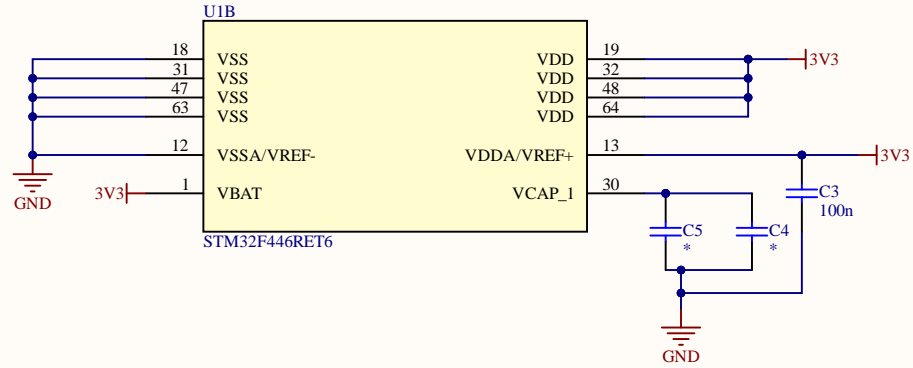 U1B
18 VSS VDD 19 3V3
31 VSS VDD 32
47 VSS VDD 48
63 VSS VDD 64
12 VSSA/VREF- VDDA/VREF+ 13 3V3
GND
3V3 1 VBAT VCAP_1 30 C3
100n
STM32F446RET6
C5 C4
* *
GND